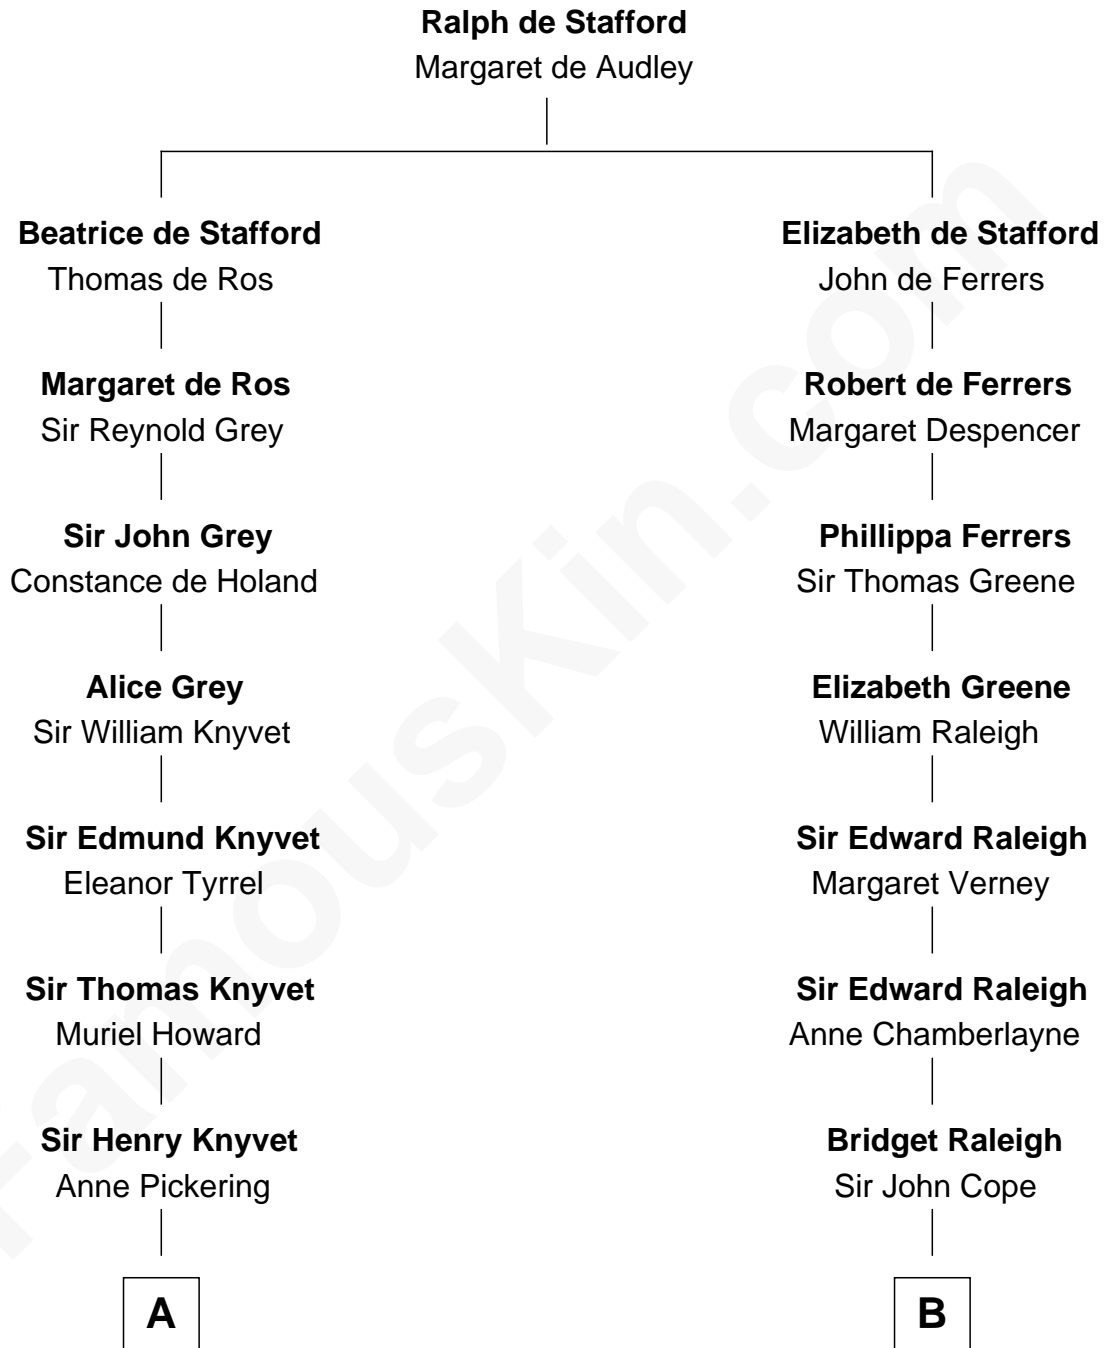 Ralph de Stafford
Margaret de Audley
Beatrice de Stafford
Thomas de Ros
Elizabeth de Stafford
John de Ferrers
Margaret de Ros
Sir Reynold Grey
Robert de Ferrers
Margaret Despencer
Sir John Grey
Constance de Holand
Phillippa Ferrers
Sir Thomas Greene
Alice Grey
Sir William Knyvet
Elizabeth Greene
William Raleigh
Sir Edmund Knyvet
Eleanor Tyrrel
Sir Edward Raleigh
Margaret Verney
Sir Thomas Knyvet
Muriel Howard
Sir Edward Raleigh
Anne Chamberlayne
Sir Henry Knyvet
Anne Pickering
Bridget Raleigh
Sir John Cope
A
B
FamousKin.com